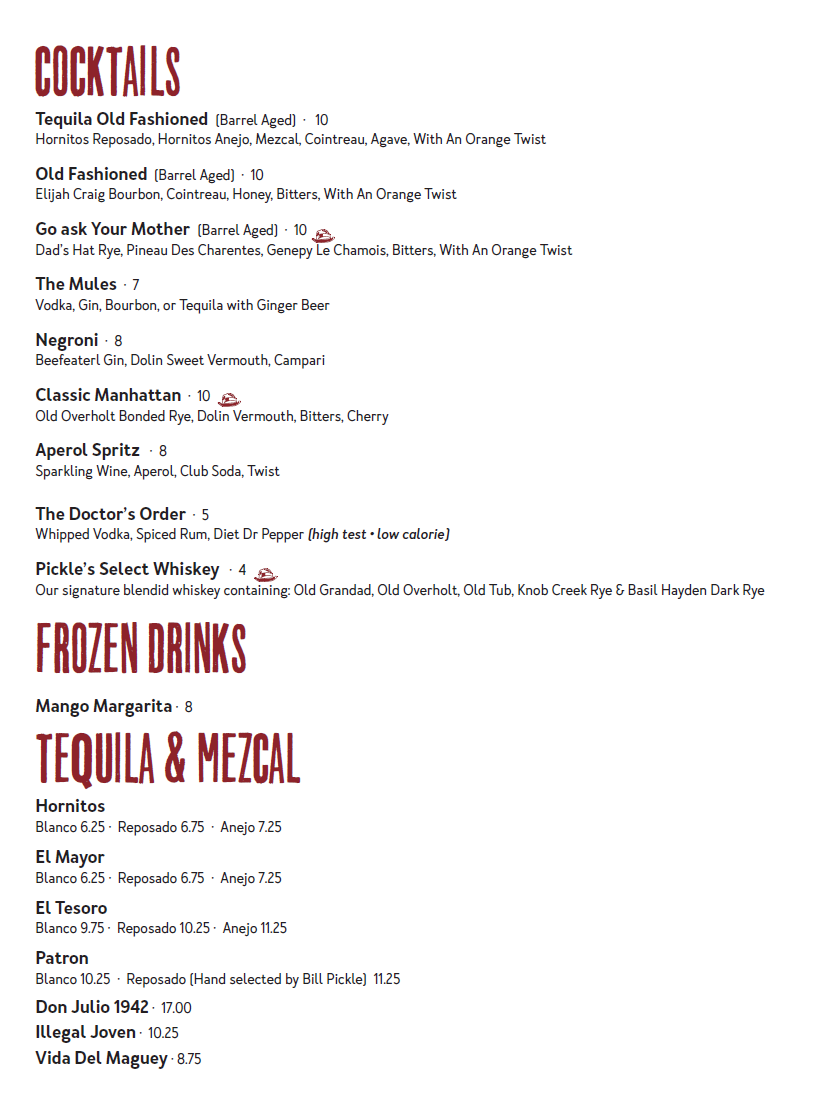 COCKTAILS
Tequila Old Fashioned (Barrel Aged) · 10
Hornitos Reposado, Hornitos Anejo, Mezcal, Cointreau, Agave, With An Orange Twist
Old Fashioned (Barrel Aged) · 10
Elijah Craig Bourbon, Cointreau, Honey, Bitters, With An Orange Twist
Go ask Your Mother (Barrel Aged) · 10
Dad's Hat Rye, Pineau Des Charentes, Genepy Le Chamois, Bitters, With An Orange Twist
The Mules · 7
Vodka, Gin, Bourbon, or Tequila with Ginger Beer
Negroni · 8
Beefeaterl Gin, Dolin Sweet Vermouth, Campari
Classic Manhattan · 10
Old Overholt Bonded Rye, Dolin Vermouth, Bitters, Cherry
Aperol Spritz · 8
Sparkling Wine, Aperol, Club Soda, Twist
The Doctor's Order · 5
Whipped Vodka, Spiced Rum, Diet Dr Pepper (high test • low calorie)
Pickle's Select Whiskey · 4
Our signature blendid whiskey containing: Old Grandad, Old Overholt, Old Tub, Knob Creek Rye & Basil Hayden Dark Rye
FROZEN DRINKS
Mango Margarita · 8
TEQUILA & MEZCAL
Hornitos
Blanco 6.25 · Reposado 6.75 · Anejo 7.25
El Mayor
Blanco 6.25 · Reposado 6.75 · Anejo 7.25
El Tesoro
Blanco 9.75 · Reposado 10.25 · Anejo 11.25
Patron
Blanco 10.25 · Reposado (Hand selected by Bill Pickle) 11.25
Don Julio 1942 · 17.00
Illegal Joven · 10.25
Vida Del Maguey · 8.75